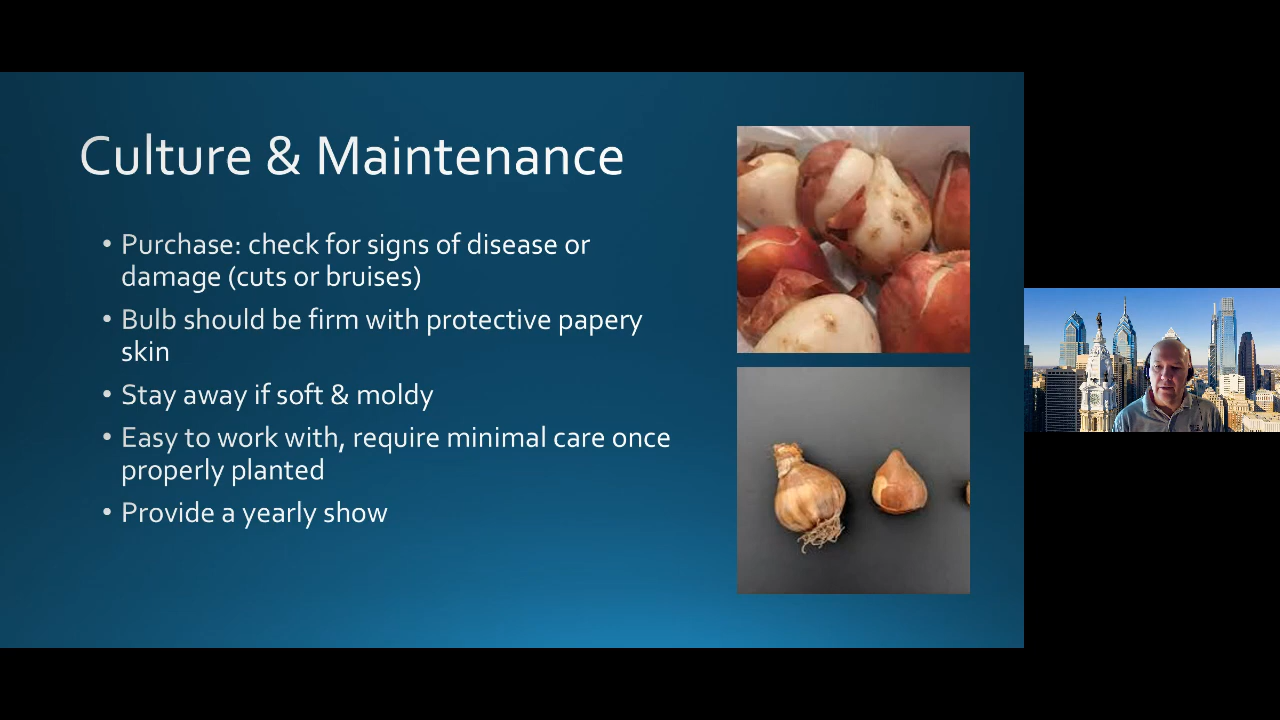 Culture & Maintenance
• Purchase: check for signs of disease or
damage (cuts or bruises)
• Bulb should be firm with protective papery
skin
• Stay away if soft & moldy
• Easy to work with, require minimal care once
properly planted
• Provide a yearly show